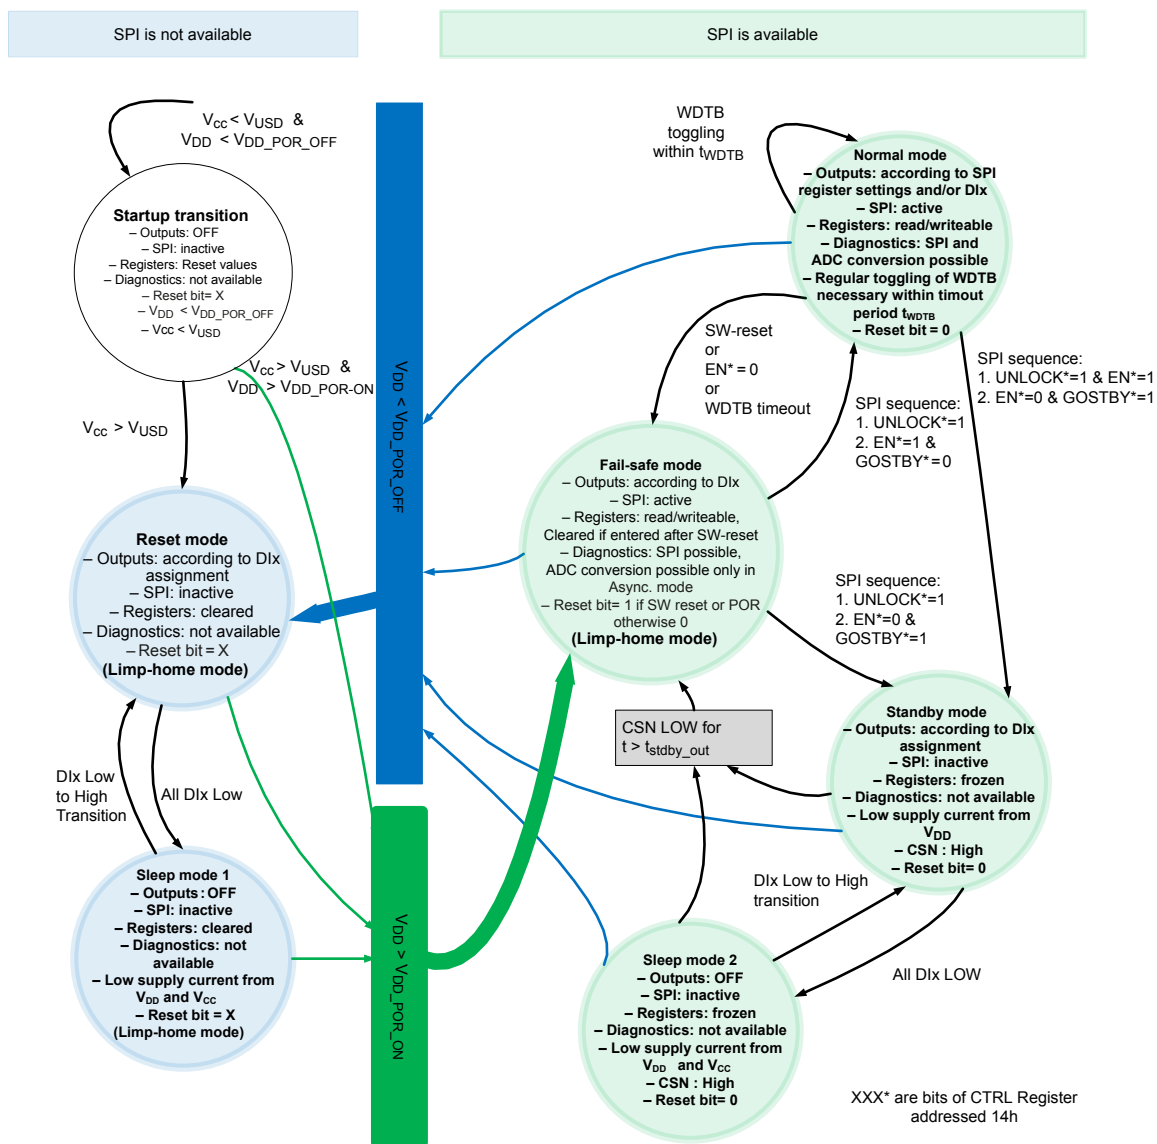 SPI is not available
SPI is available
Vcc < VUSD &
VDD < VDD_POR_OFF
Startup transition
– Outputs: OFF
– SPI: inactive
– Registers: Reset values
– Diagnostics: not available
– Reset bit= X
– VDD < VDD_POR_OFF
– Vcc < VUSD
Vcc > VUSD &
VDD > VDD_POR-ON
Vcc > VUSD
Reset mode
– Outputs: according to DIx
assignment
– SPI: inactive
– Registers: cleared
– Diagnostics: not available
– Reset bit = X
(Limp-home mode)
DIx Low
to High
Transition
All DIx Low
Sleep mode 1
– Outputs : OFF
– SPI: inactive
– Registers: cleared
– Diagnostics: not
available
– Low supply current from
VDD and VCC
– Reset bit = X
(Limp-home mode)
VDD < VDD_POR_OFF
VDD > VDD_POR_ON
WDTB
toggling
within tWDTB
Normal mode
– Outputs: according to SPI
register settings and/or DIx
– SPI: active
– Registers: read/writeable
– Diagnostics: SPI and
ADC conversion possible
– Regular toggling of WDTB
necessary within timout
period tWDTB
– Reset bit = 0
SW-reset
or
EN* = 0
or
WDTB timeout
SPI sequence:
1. UNLOCK*=1
2. EN*=1 &
GOSTBY*=0
SPI sequence:
1. UNLOCK*=1 & EN*=1
2. EN*=0 & GOSTBY*=1
Fail-safe mode
– Outputs: according to DIx
– SPI: active
– Registers: read/writeable,
Cleared if entered after SW-reset
– Diagnostics: SPI possible,
ADC conversion possible only in
Async. mode
– Reset bit= 1 if SW reset or POR
otherwise 0
(Limp-home mode)
SPI sequence:
1. UNLOCK*=1
2. EN*=0 &
GOSTBY*=1
CSN LOW for
t > tstdby_out
Standby mode
– Outputs: according to DIx
assignment
– SPI: inactive
– Registers: frozen
– Diagnostics: not available
– Low supply current from
VDD
– CSN : High
– Reset bit= 0
DIx Low to High
transition
All DIx LOW
Sleep mode 2
– Outputs: OFF
– SPI: inactive
– Registers: frozen
– Diagnostics: not available
– Low supply current from
VDD and VCC
– CSN : High
– Reset bit= 0
XXX* are bits of CTRL Register
addressed 14h